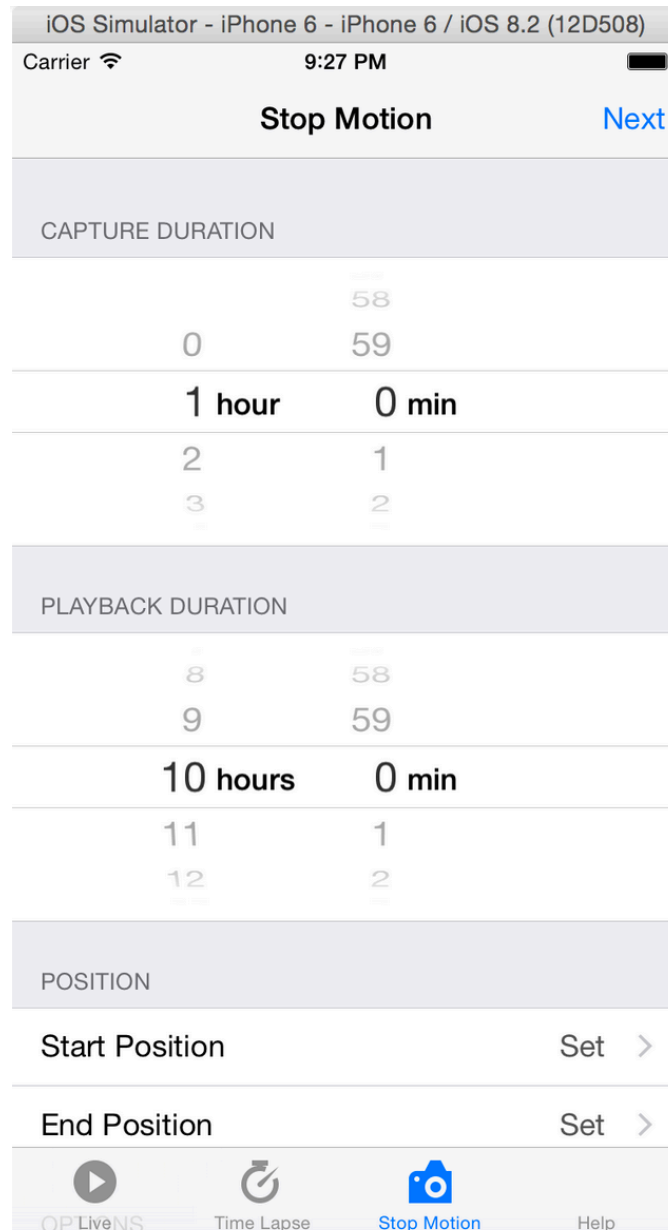 iOS Simulator - iPhone 6 - iPhone 6 / iOS 8.2 (12D508)
Carrier 9:27 PM
Stop Motion Next
CAPTURE DURATION
58
0 59
1 hour 0 min
2 1
3 2
PLAYBACK DURATION
8 58
9 59
10 hours 0 min
11 1
12 2
POSITION
Start Position Set
End Position Set
OPTIONS
Live Time Lapse Stop Motion Help